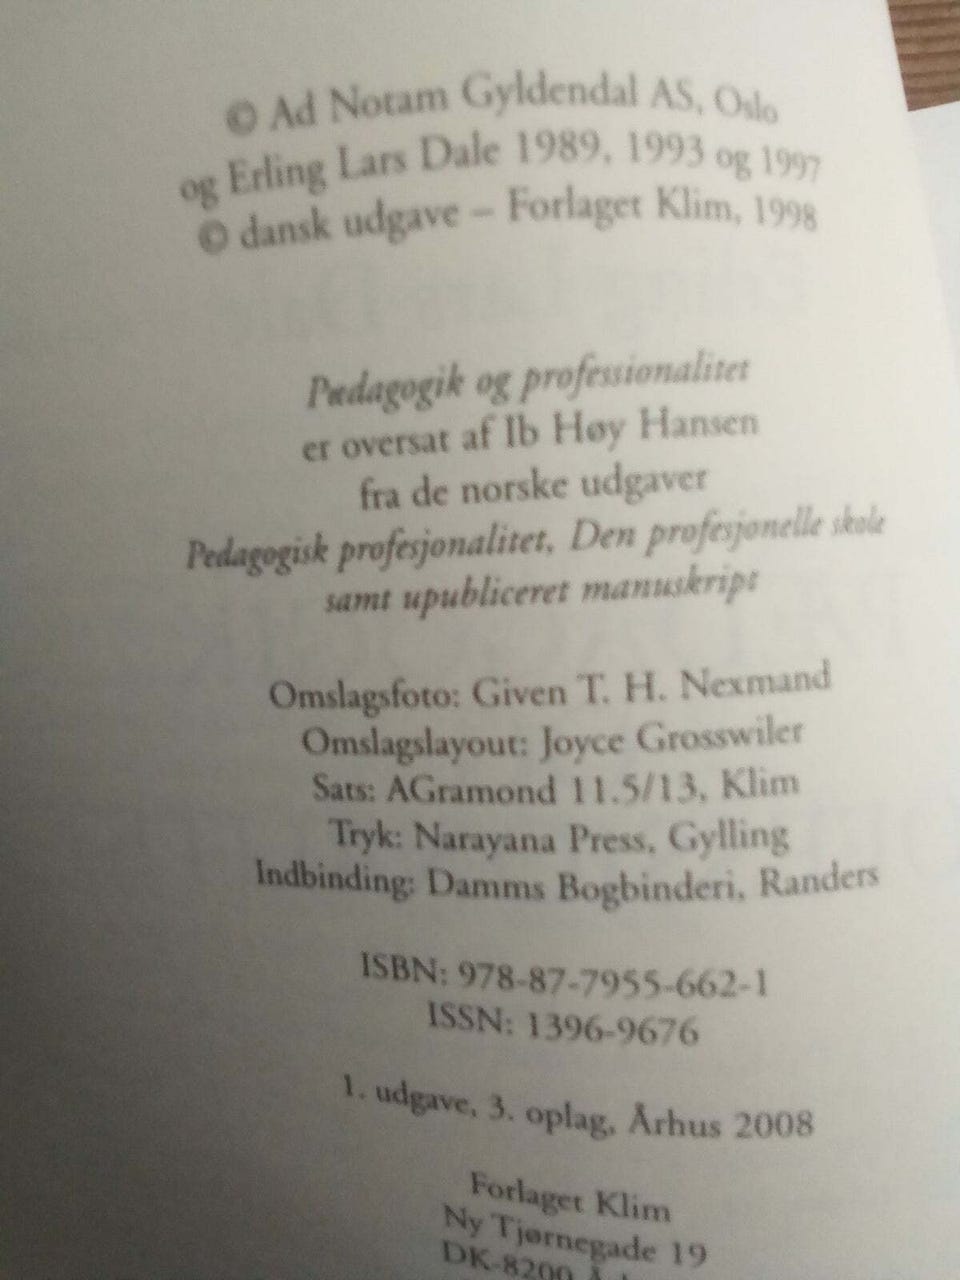 © Ad Notam Gyldendal AS, Oslo
og Erling Lars Dale 1989, 1993 og 1997
© dansk udgave – Forlaget Klim, 1998
Pædagogik og professionalitet
er oversat af Ib Høy Hansen
fra de norske udgaver
Pedagogisk profesjonalitet, Den profesjonelle skole
samt upubliceret manuskript
Omslagsfoto: Given T. H. Nexmand
Omslagslayout: Joyce Grosswiler
Sats: AGramond 11.5/13, Klim
Tryk: Narayana Press, Gylling
Indbinding: Damms Bogbinderi, Randers
ISBN: 978-87-7955-662-1
ISSN: 1396-9676
1. udgave, 3. oplag, Århus 2008
Forlaget Klim
Ny Tjørnegade 19
DK-8200